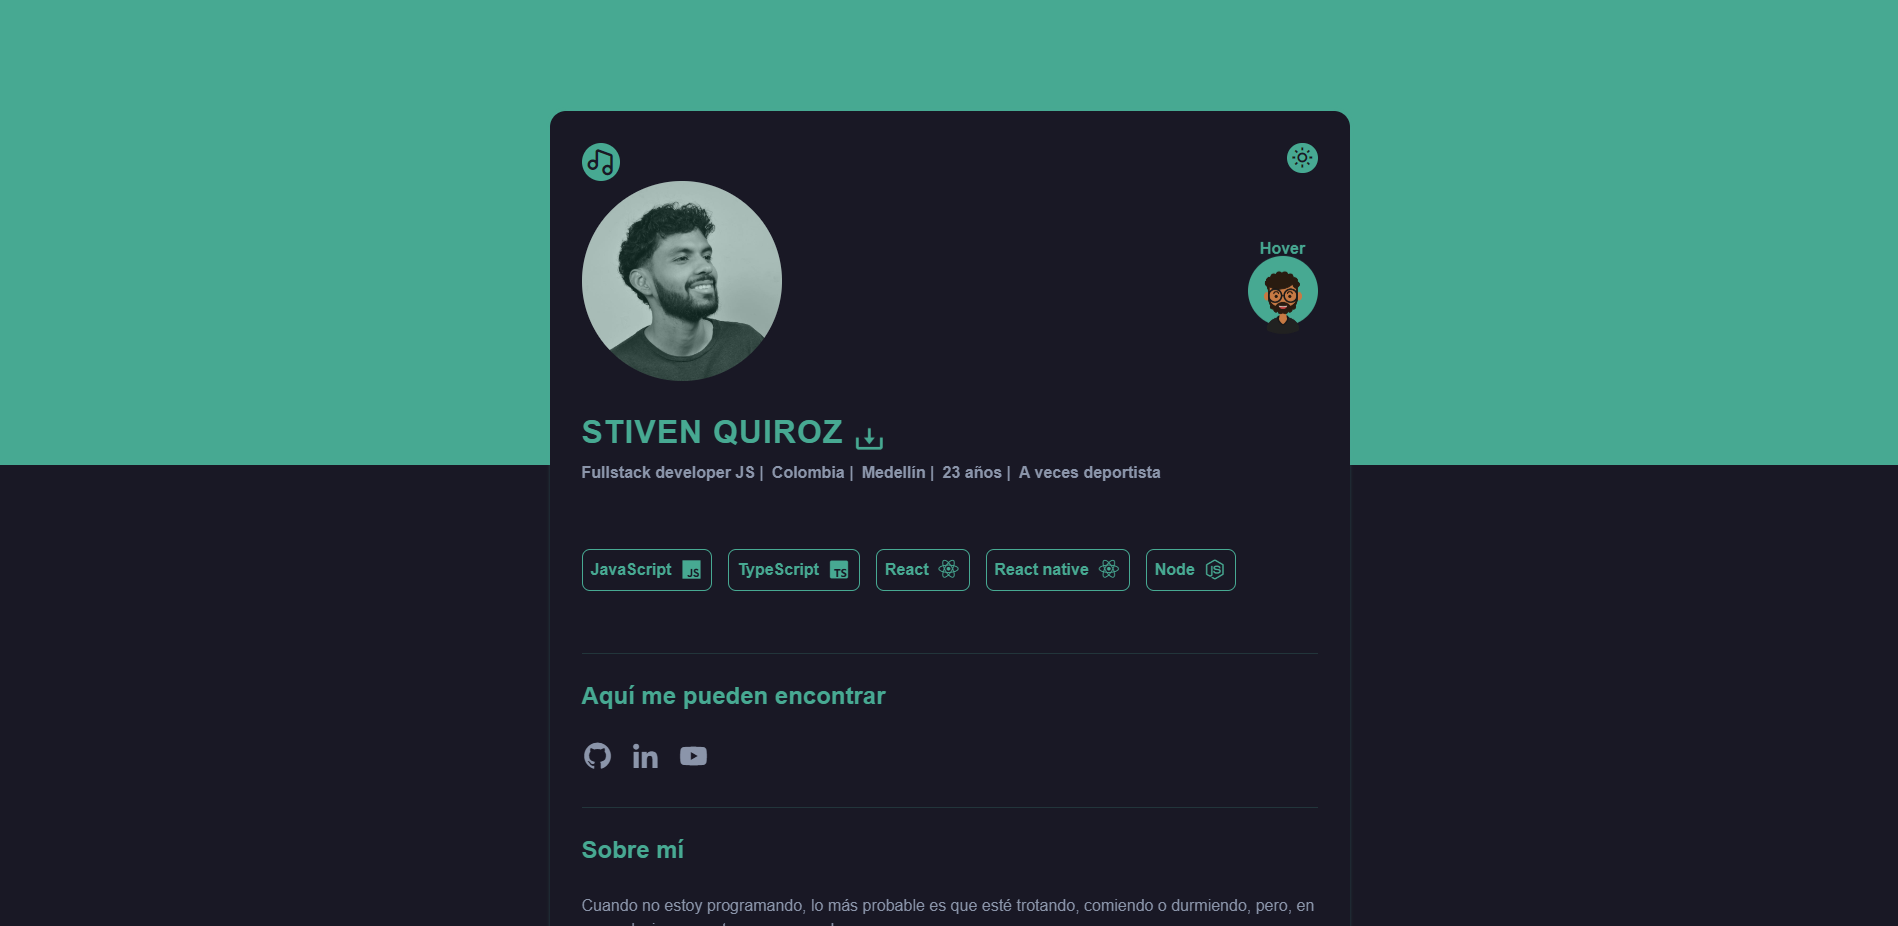 Hover
STIVEN QUIROZ
Fullstack developer JS | Colombia | Medellín | 23 años | A veces deportista
JavaScript JS TypeScript TS React React native Node JS
Aquí me pueden encontrar
in
Sobre mí
Cuando no estoy programando, lo más probable es que esté trotando, comiendo o durmiendo, pero, en